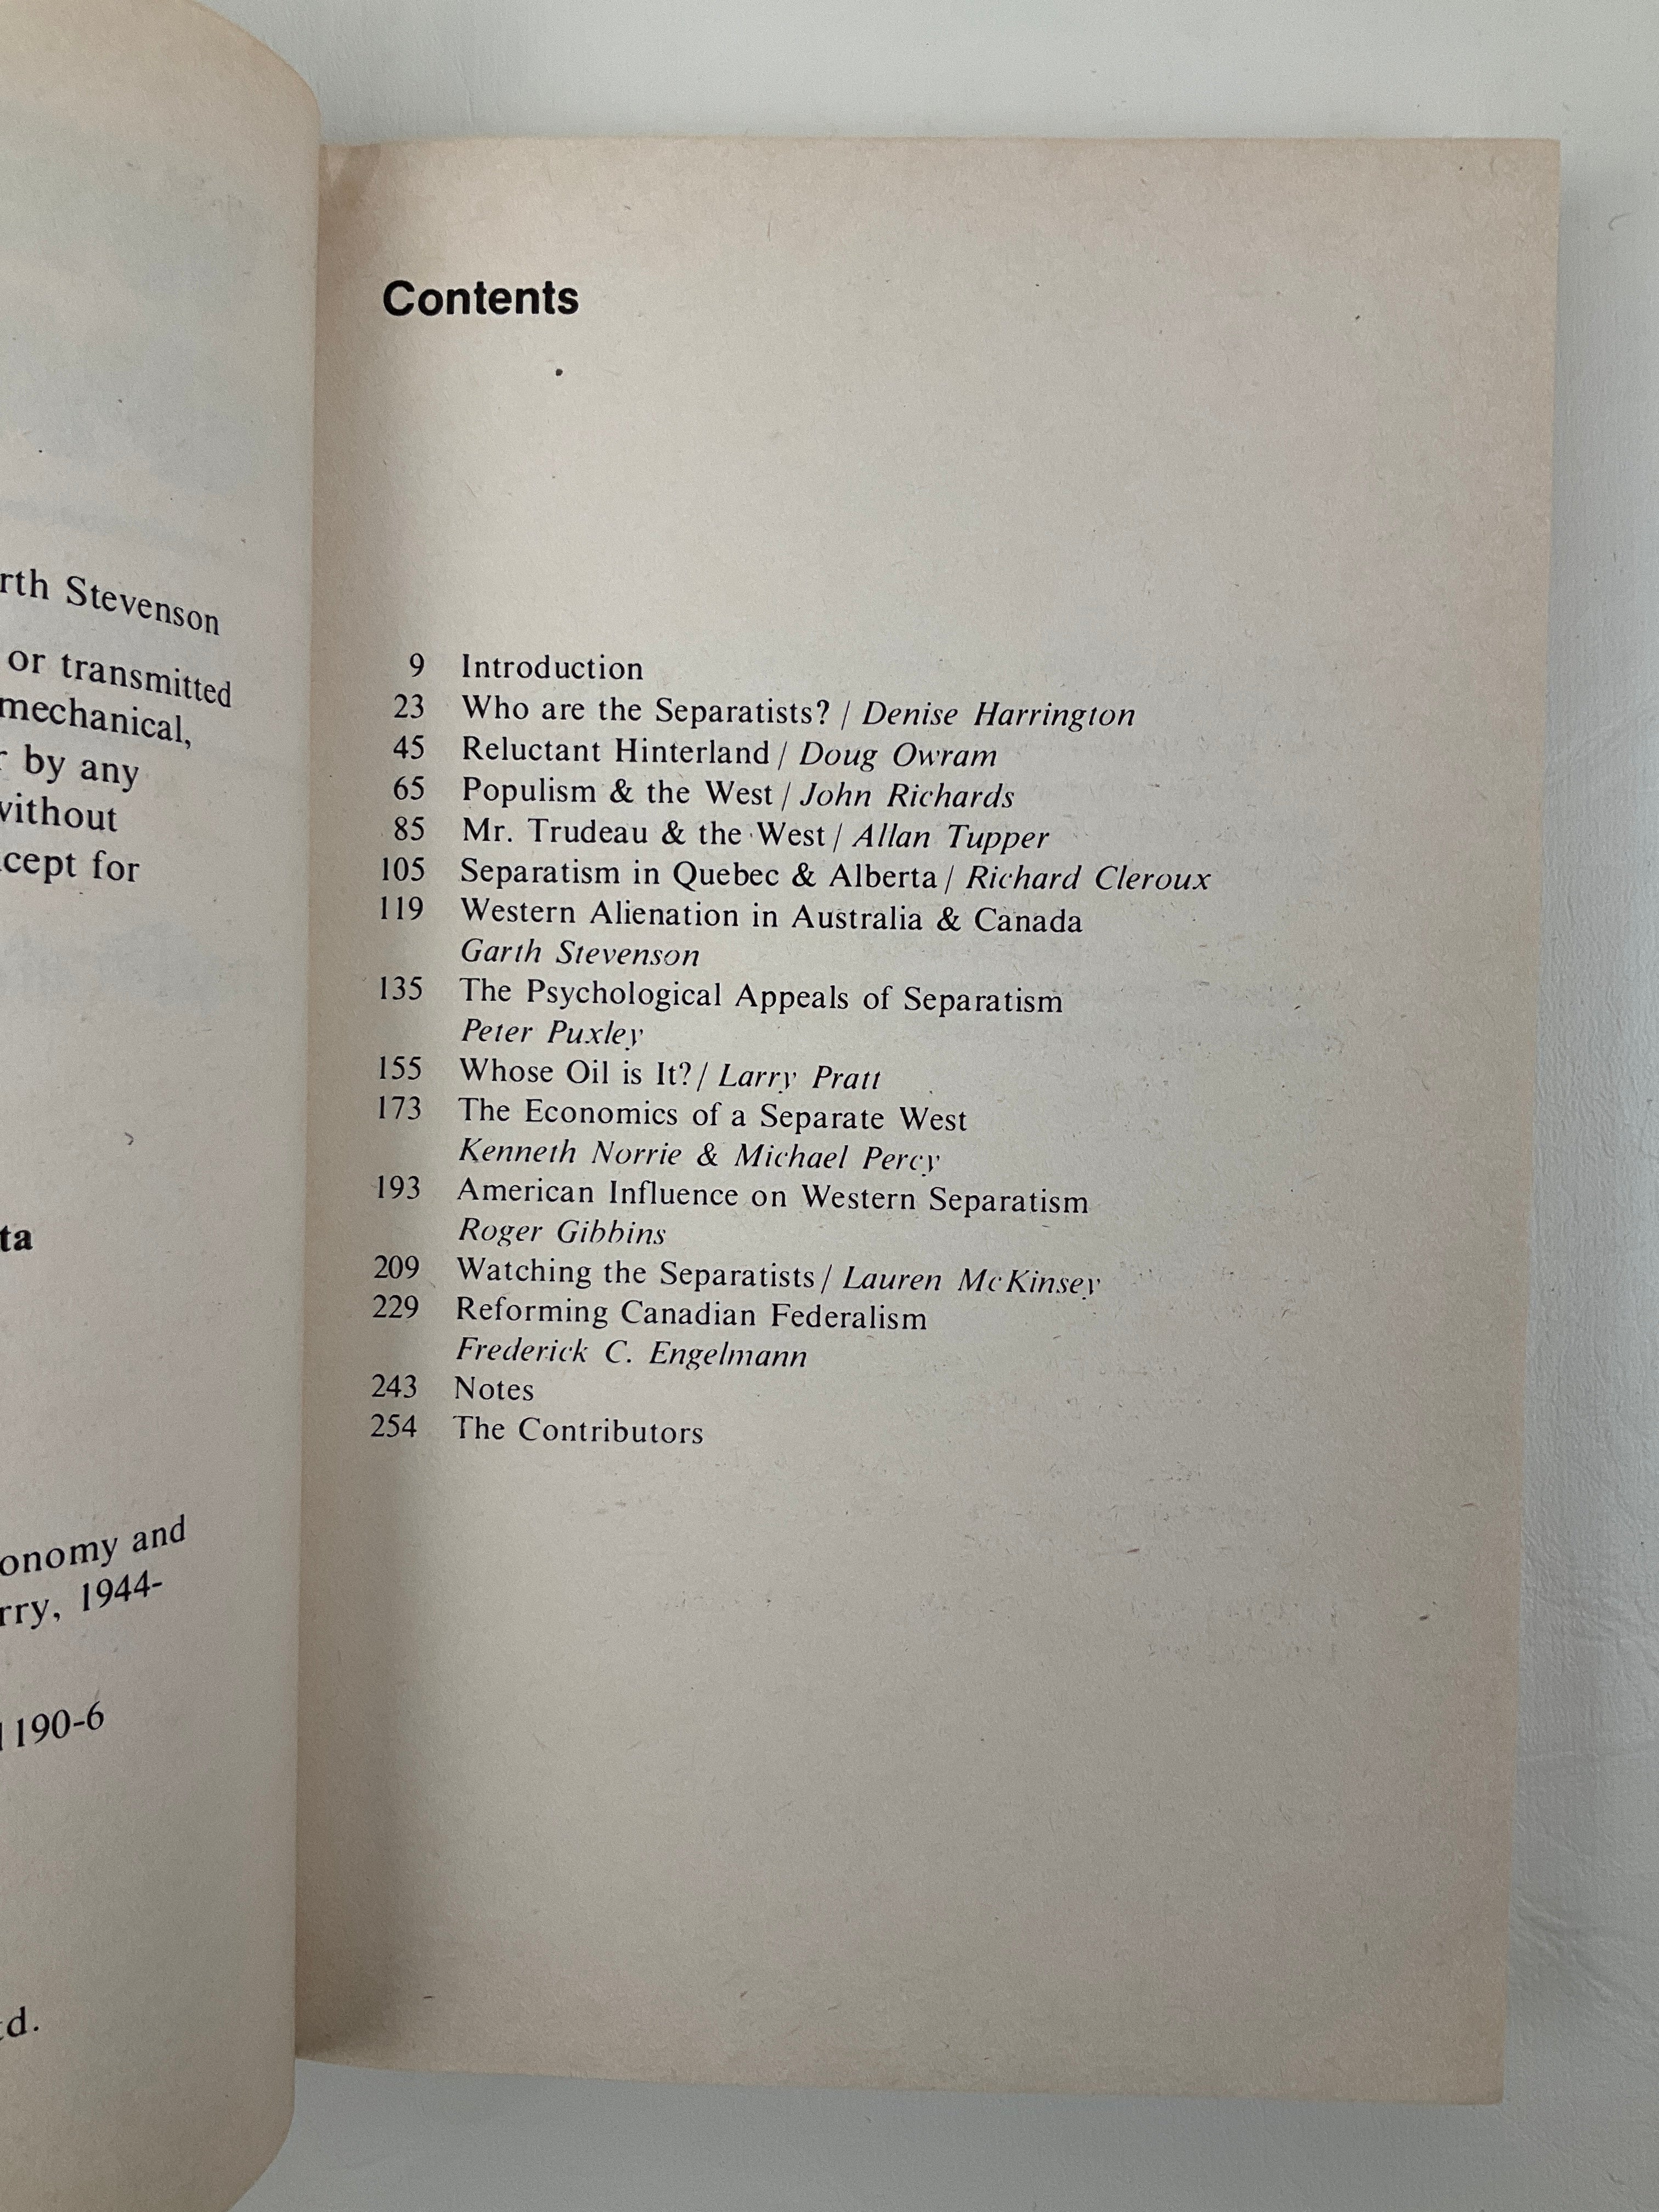 rth Stevenson
or transmitted
mechanical,
r by any
vithout
cept for
ta
onomy and
rry, 1944-
1190-6
td.
Contents
9 Introduction
23 Who are the Separatists? / Denise Harrington
45 Reluctant Hinterland / Doug Owram
65 Populism & the West / John Richards
85 Mr. Trudeau & the West / Allan Tupper
105 Separatism in Quebec & Alberta / Richard Cleroux
119 Western Alienation in Australia & Canada
Garth Stevenson
135 The Psychological Appeals of Separatism
Peter Puxley
155 Whose Oil is It? / Larry Pratt
173 The Economics of a Separate West
Kenneth Norrie & Michael Percy
193 American Influence on Western Separatism
Roger Gibbins
209 Watching the Separatists / Lauren McKinsey
229 Reforming Canadian Federalism
Frederick C. Engelmann
243 Notes
254 The Contributors